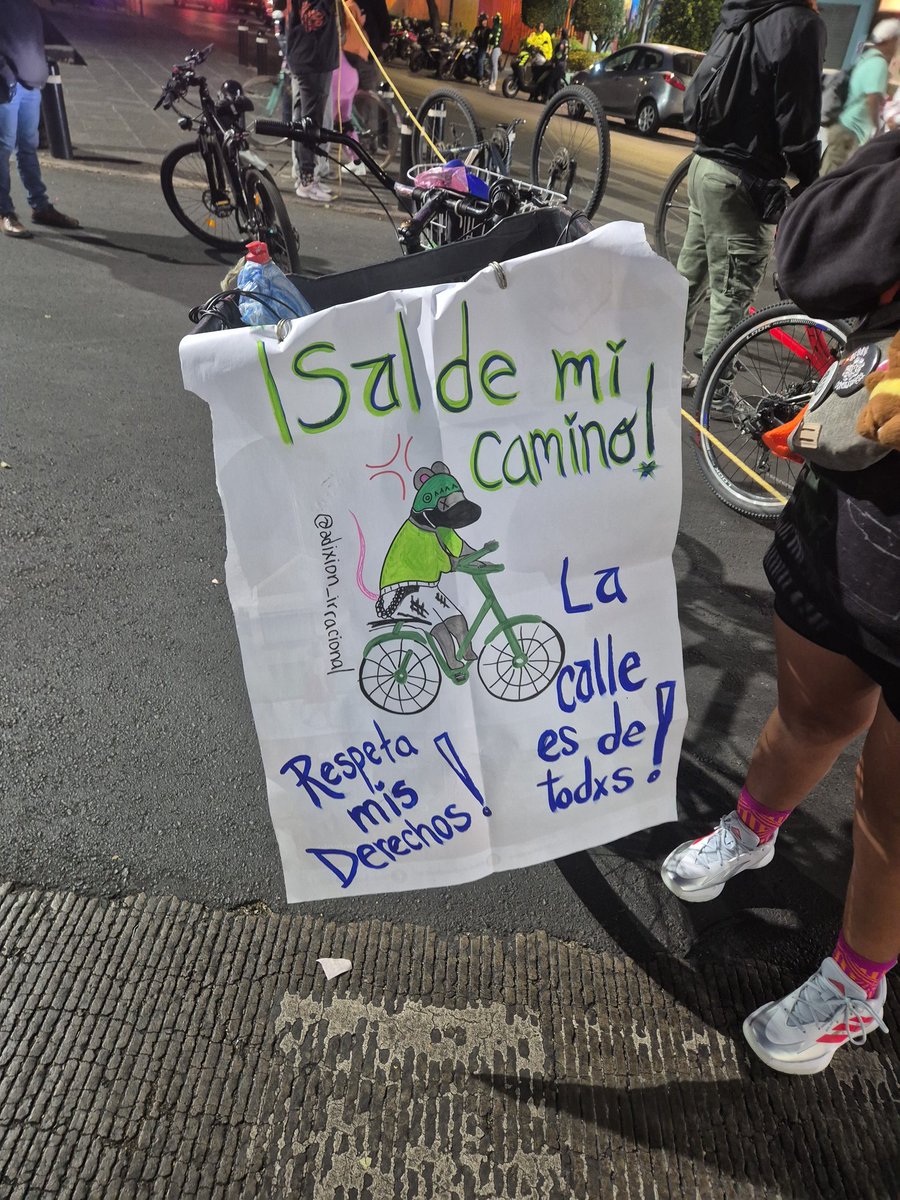 ¡Sal de mi
camino!
@adixion_irracional
La
calle
es de
todxs!
Respeta
mis
Derechos!